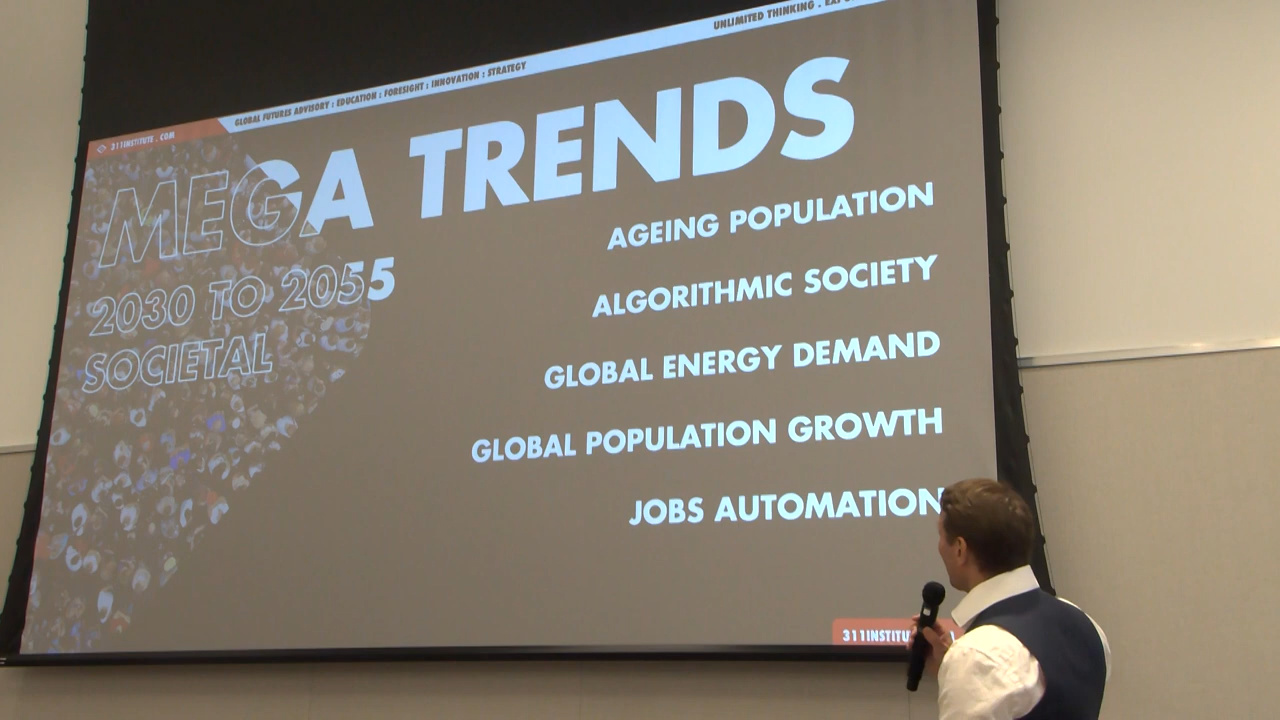 UNLIMITED THINKING .
GLOBAL FUTURES ADVISORY : EDUCATION : FORESIGHT : INNOVATION : STRATEGY
311INSTITUTE . COM
MEGA TRENDS
2030 TO 2055
SOCIETAL
AGEING POPULATION
ALGORITHMIC SOCIETY
GLOBAL ENERGY DEMAND
GLOBAL POPULATION GROWTH
JOBS AUTOMATION
311INSTITU